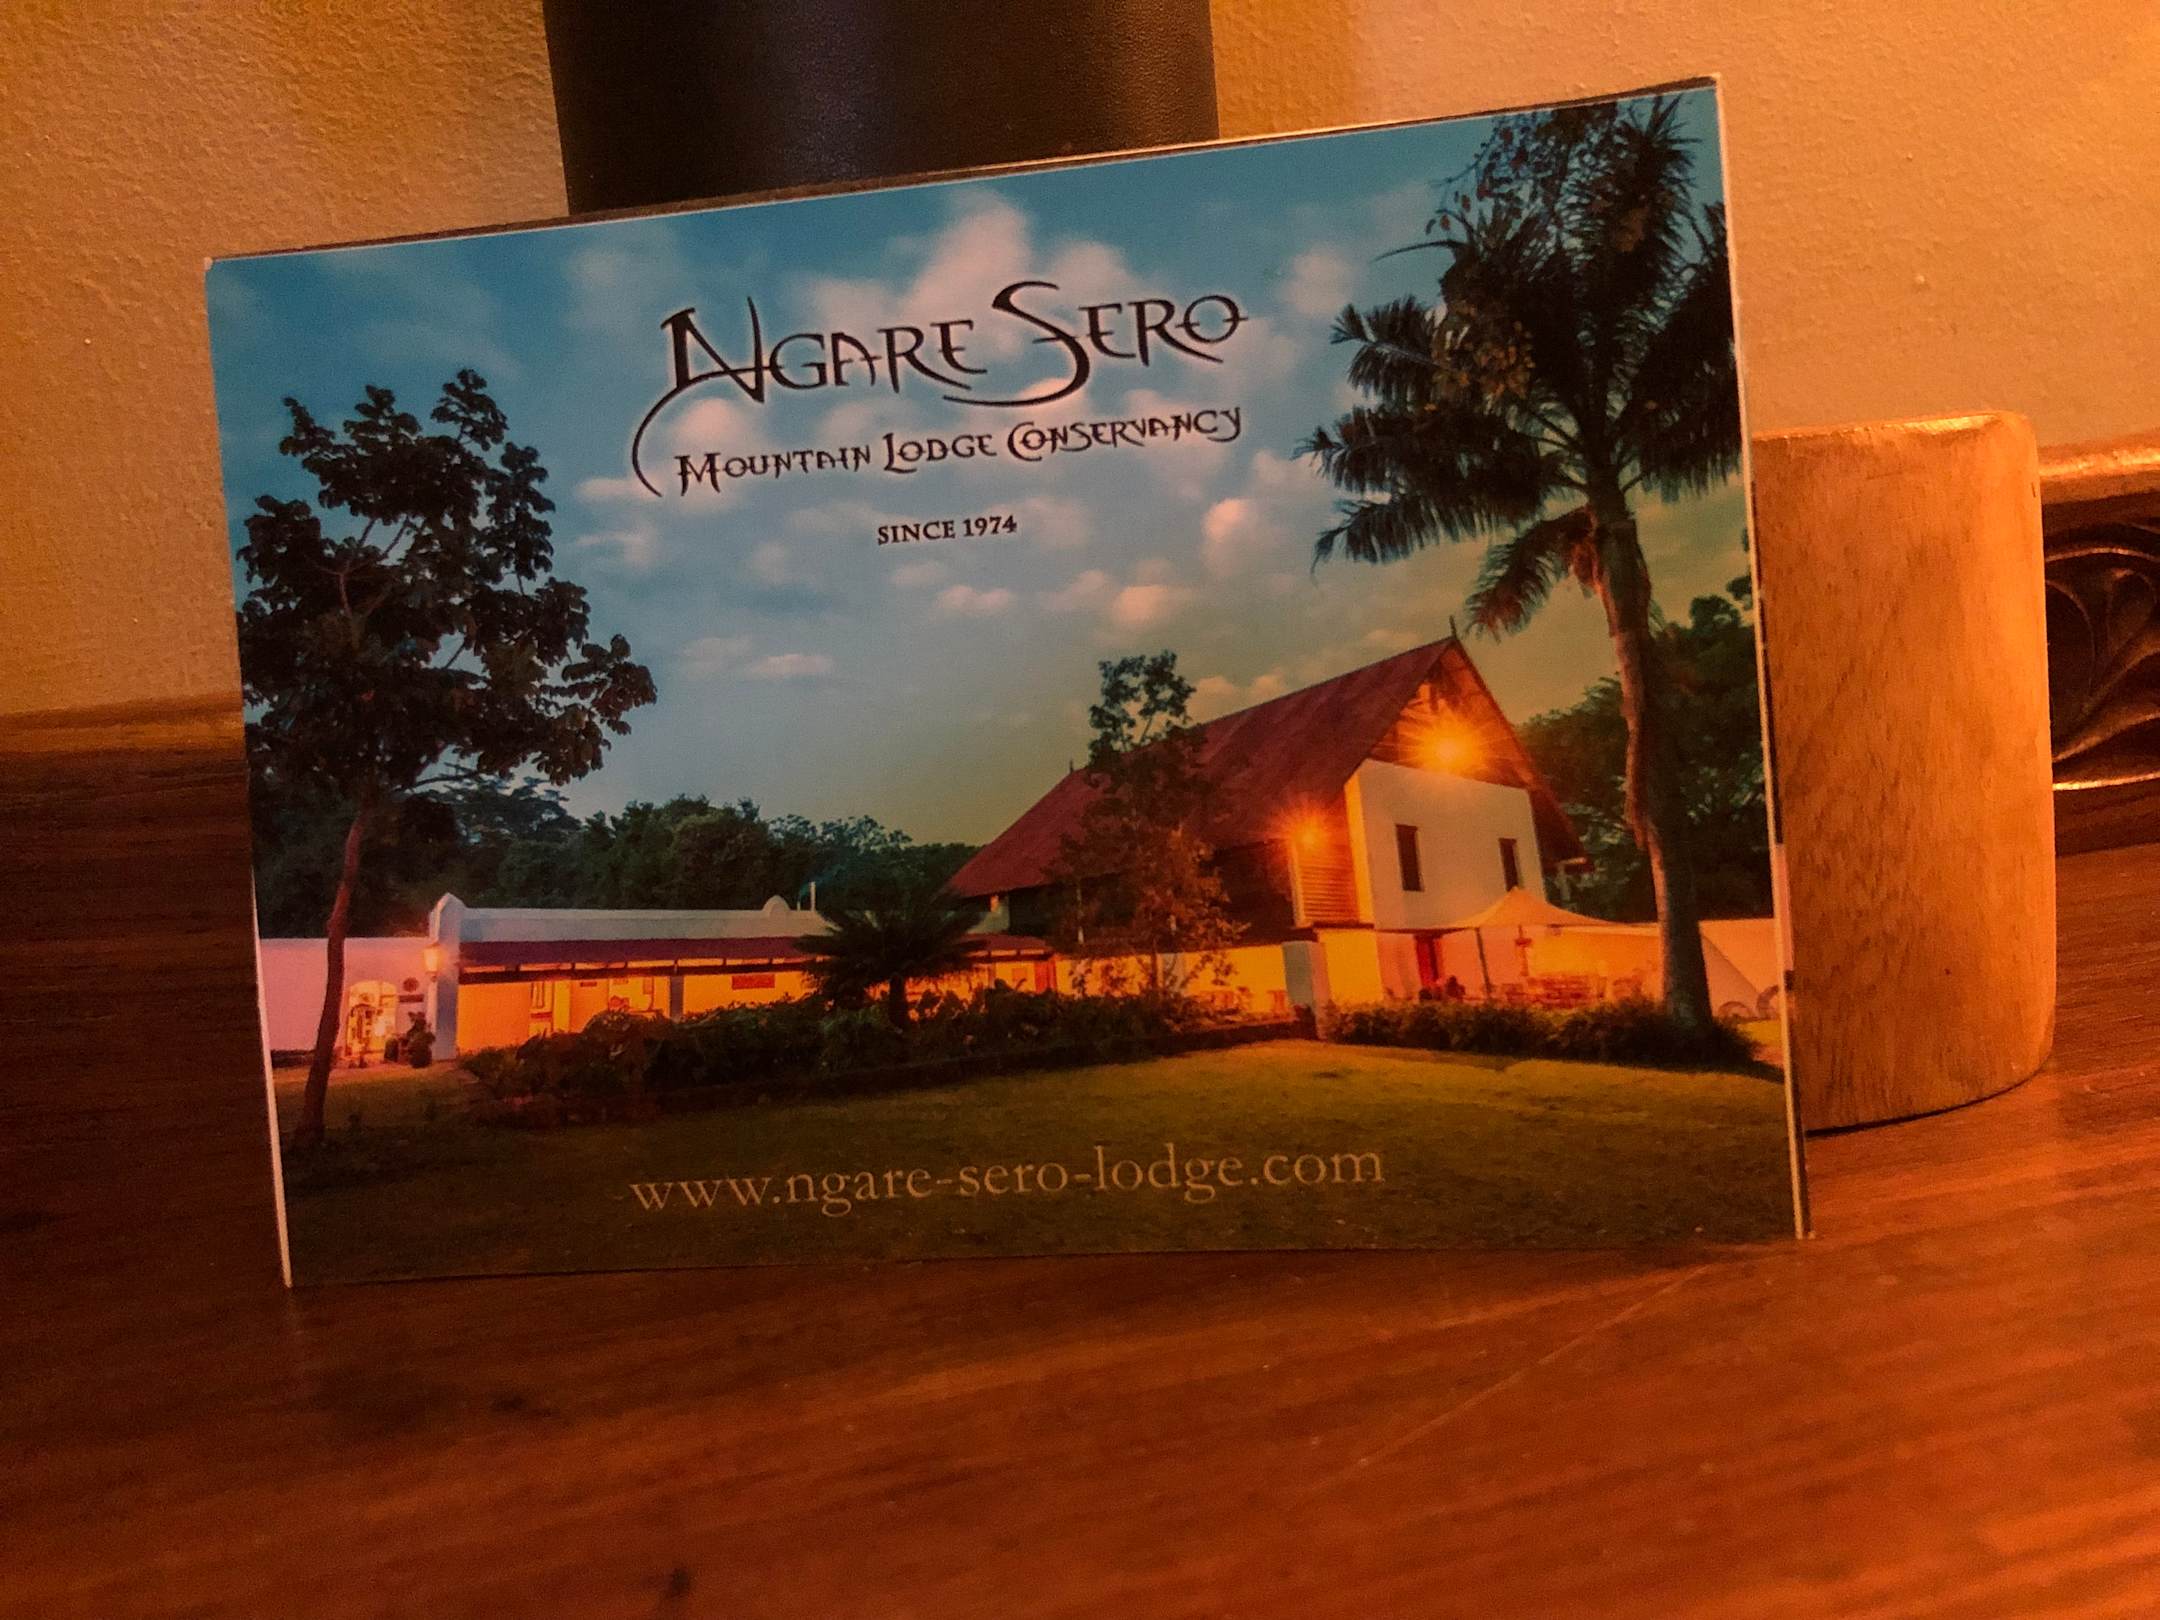 NGARE SERO
MOUNTAIN LODGE CONSERVANCY
SINCE 1974
www.ngare-sero-lodge.com